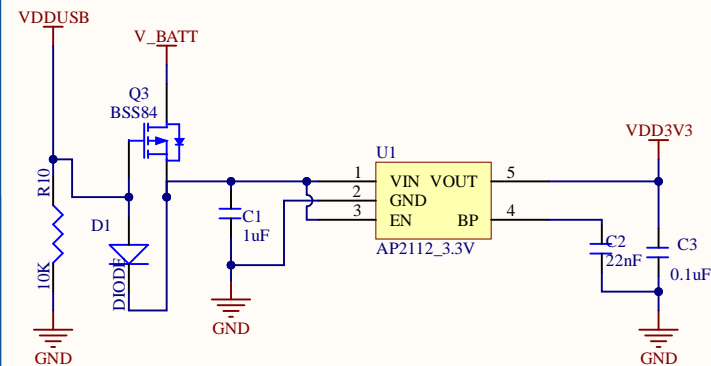 VDDUSB
V_BATT
Q3
BSS84
R10
10K
D1
DIODE
C1
1uF
GND
GND
U1
1
2
3
VIN
GND
EN
VOUT
BP
5
4
AP2112_3.3V
VDD3V3
C2
22nF
C3
0.1uF
GND